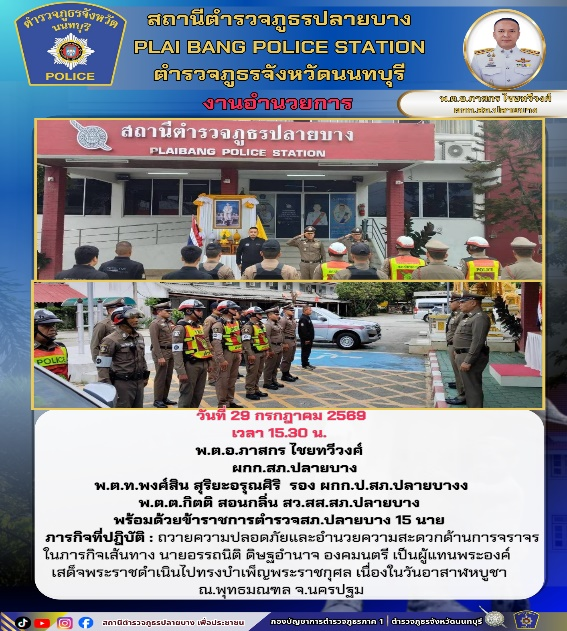 ตำรวจภูธรจังหวัด
นนทบุรี
POLICE
สถานีตำรวจภูธรปลายบาง
PLAI BANG POLICE STATION
ตำรวจภูธรจังหวัดนนทบุรี
งานอำนวยการ
พ.ต.อ.ภาสกร ไชยทวีวงศ์
ผกก.สภ.ปลายบาง
สถานีตำรวจภูธรปลายบาง
PLAIBANG POLICE STATION
POLICE
POLICE
วันที่ 29 กรกฎาคม 2569
เวลา 15.30 น.
พ.ต.อ.ภาสกร ไชยทวีวงศ์
ผกก.สภ.ปลายบาง
พ.ต.ท.พงศ์สิน สุริยะอรุณศิริ รอง ผกก.ป.สภ.ปลายบางง
พ.ต.ต.กิตติ สอนกลิ่น สว.สส.สภ.ปลายบาง
พร้อมด้วยข้าราชการตำรวจสภ.ปลายบาง 15 นาย
ภารกิจที่ปฏิบัติ : ถวายความปลอดภัยและอำนวยความสะดวกด้านการจราจร
ในภารกิจเส้นทาง นายอรรถนิติ ดิษฐอำนาจ องคมนตรี เป็นผู้แทนพระองค์
เสด็จพระราชดำเนินไปทรงบำเพ็ญพระราชกุศล เนื่องในวันอาสาฬหบูชา
ณ.พุทธมณฑล จ.นครปฐม
สถานีตำรวจภูธรปลายบาง เพื่อประชาชน
กองบัญชาการตำรวจภูธรภาค 1 | ตำรวจภูธรจังหวัดนนทบุรี